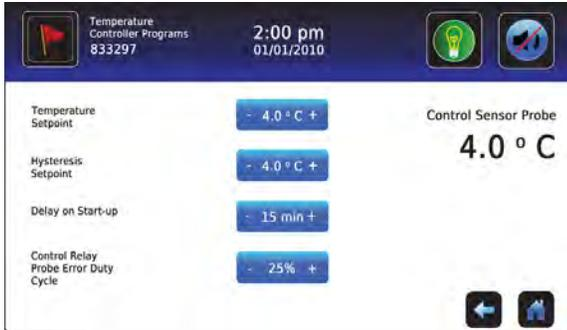 Temperature
Controller Programs
833297
2:00 pm
01/01/2010
Temperature
Setpoint
- 4.0 º C +
Control Sensor Probe
4.0 º C
Hysteresis
Setpoint
- 4.0 º C +
Delay on Start-up
- 15 min +
Control Relay
Probe Error Duty
Cycle
- 25% +